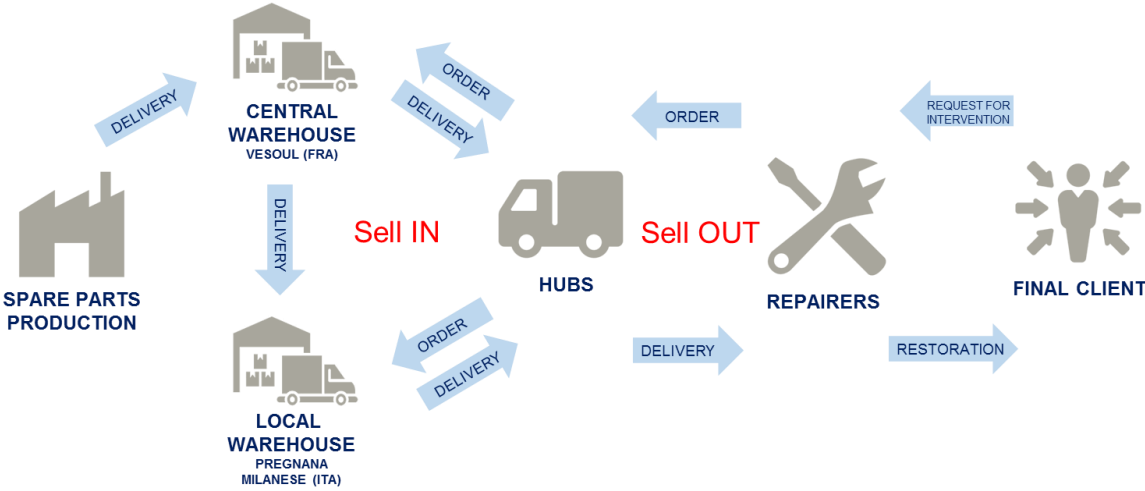 CENTRAL
WAREHOUSE
VESOUL (FRA)
DELIVERY
ORDER
DELIVERY
ORDER
REQUEST FOR
INTERVENTION
DELIVERY
Sell IN
Sell OUT
SPARE PARTS
PRODUCTION
HUBS
REPAIRERS
FINAL CLIENT
ORDER
DELIVERY
DELIVERY
RESTORATION
LOCAL
WAREHOUSE
PREGNANA
MILANESE (ITA)